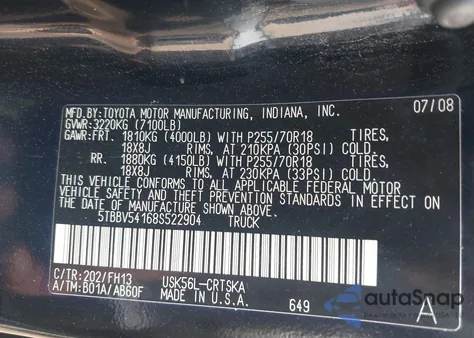 MFD.BY:TOYOTA MOTOR MANUFACTURING, INDIANA, INC. 07/08
GVWR:3220KG (7100LB)
GAWR:FRT. 1810KG (4000LB) WITH P255/70R18 TIRES,
18X8J RIMS, AT 210KPA (30PSI) COLD.
RR. 1880KG (4150LB) WITH P255/70R18 TIRES,
18X8J RIMS, AT 230KPA (33PSI) COLD.
THIS VEHICLE CONFORMS TO ALL APPLICABLE FEDERAL MOTOR
VEHICLE SAFETY AND THEFT PREVENTION STANDARDS IN EFFECT ON
THE DATE OF MANUFACTURE SHOWN ABOVE.
5TBBV54168S522904 TRUCK
C/TR:202/FH13 USK56L-CRTSKA
A/TM:B01A/AB60F MADE IN U.S.A. 649 A
autoSnap